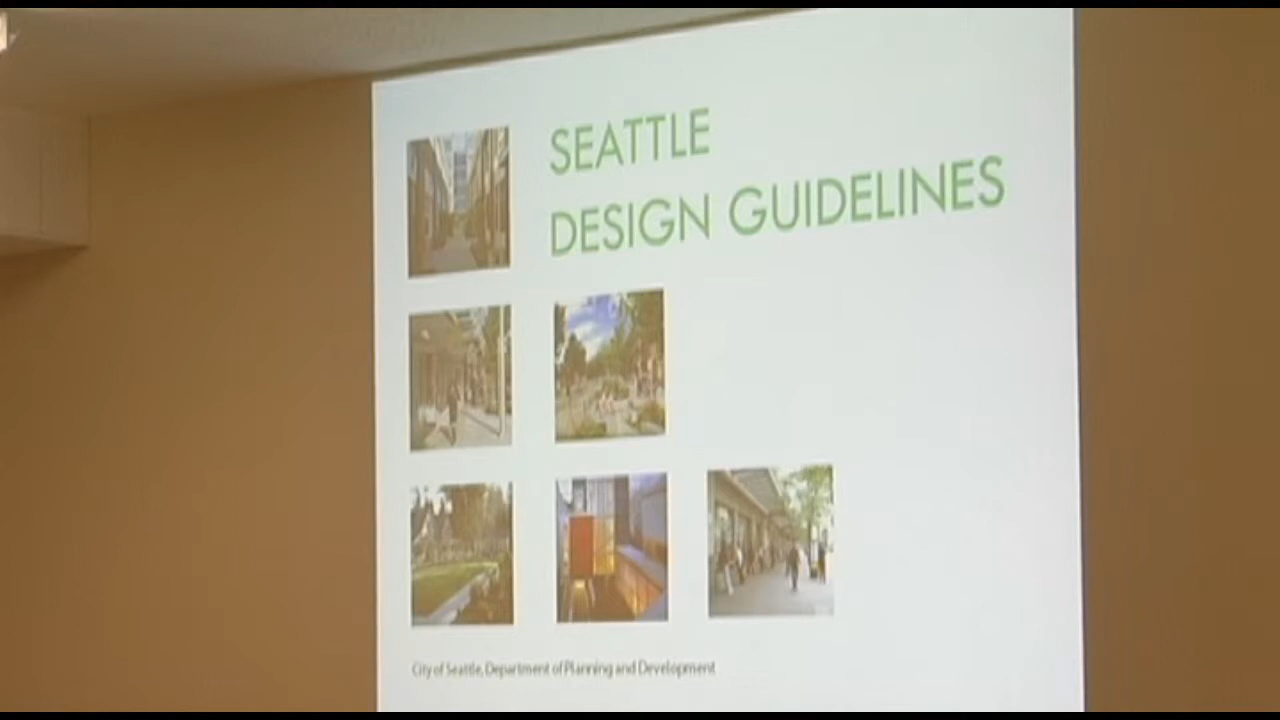 SEATTLE
DESIGN GUIDELINES
City of Seattle, Department of Planning and Development